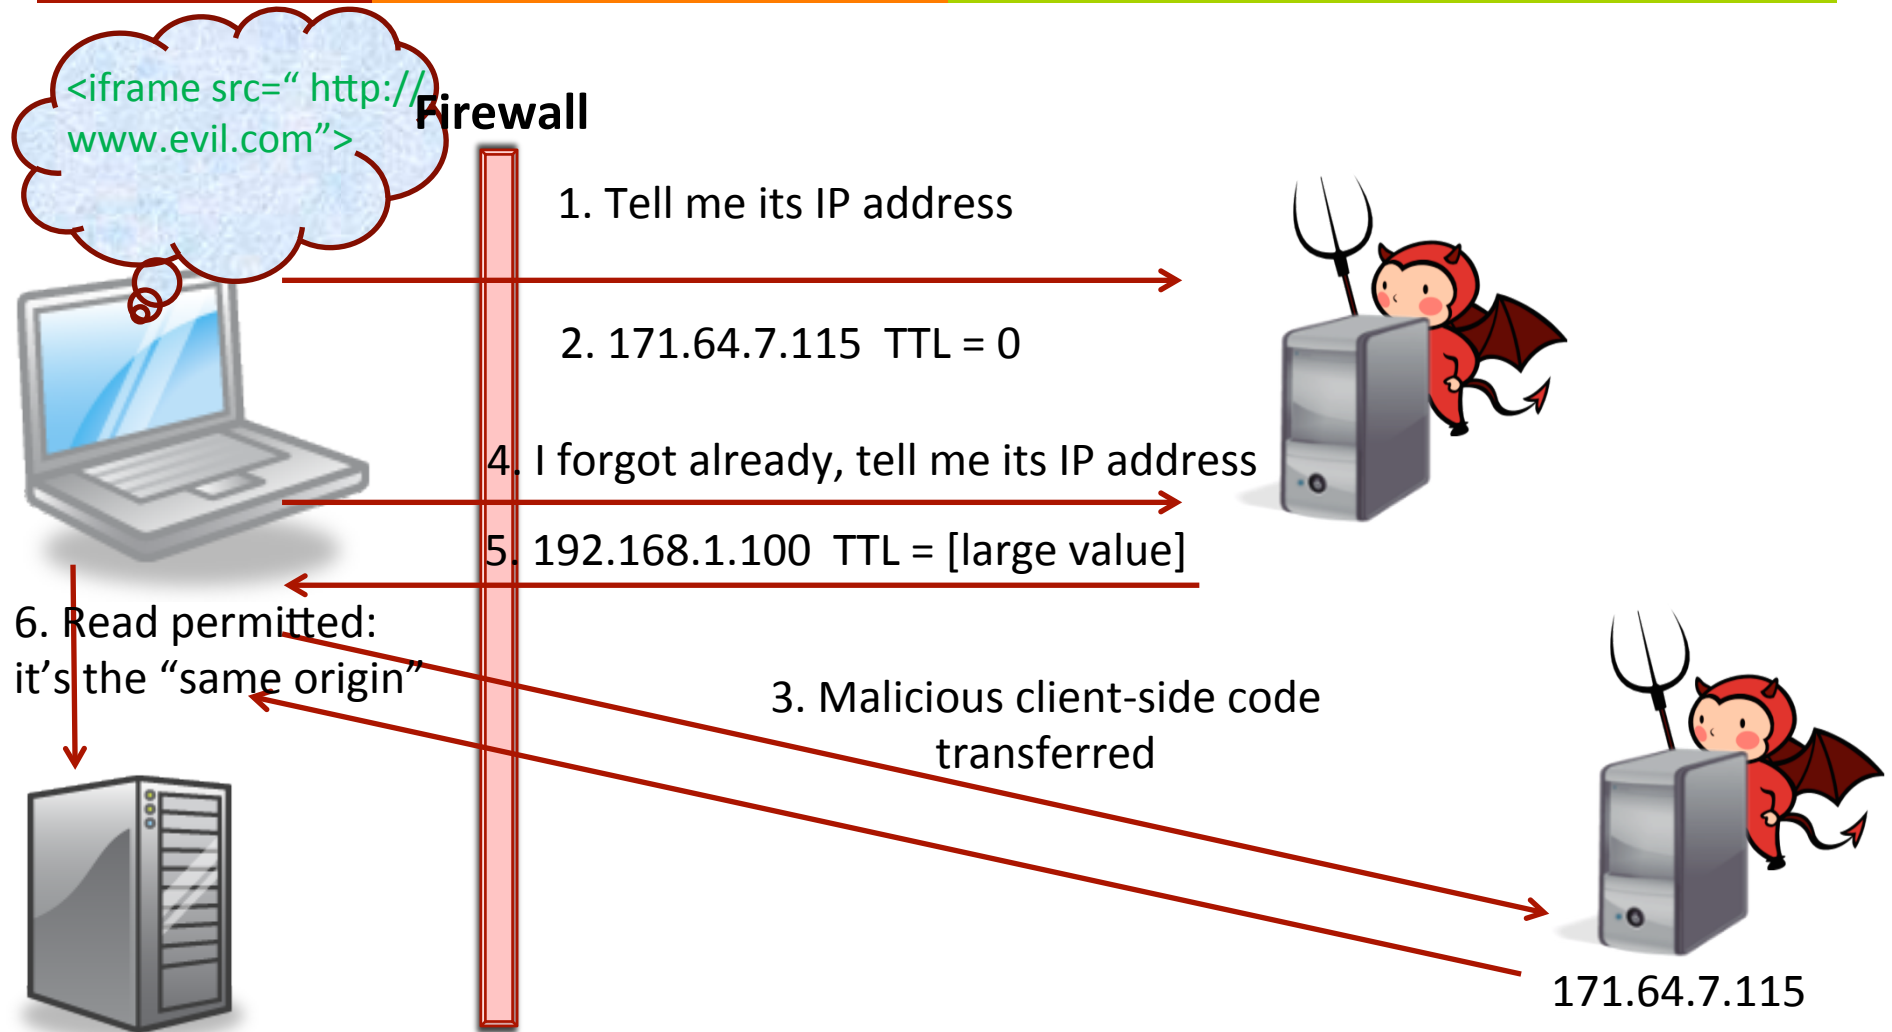 <iframe src=“ http://
www.evil.com”>
Firewall
1. Tell me its IP address
2. 171.64.7.115 TTL = 0
4. I forgot already, tell me its IP address
5. 192.168.1.100 TTL = [large value]
6. Read permitted:
it’s the “same origin”
3. Malicious client-side code
transferred
171.64.7.115